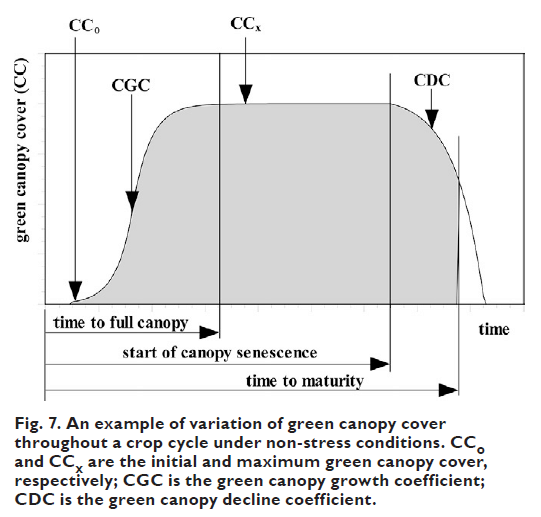 CCₒ
CCₓ
CGC
CDC
green canopy cover (CC)
time to full canopy
time
start of canopy senescence
time to maturity
Fig. 7. An example of variation of green canopy cover
throughout a crop cycle under non-stress conditions. CCₒ
and CCₓ are the initial and maximum green canopy cover,
respectively; CGC is the green canopy growth coefficient;
CDC is the green canopy decline coefficient.